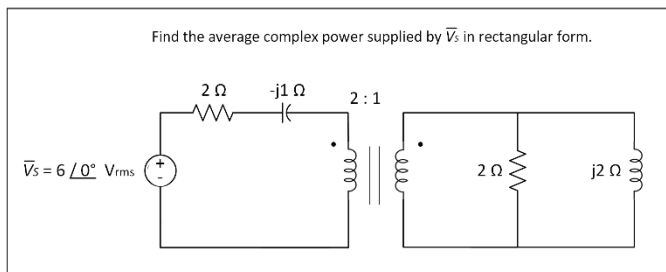 Find the average complex power supplied by V̅s in rectangular form.
2 Ω
-j1 Ω
2 : 1
V̅s = 6 /0° Vrms
+
-
2 Ω
j2 Ω